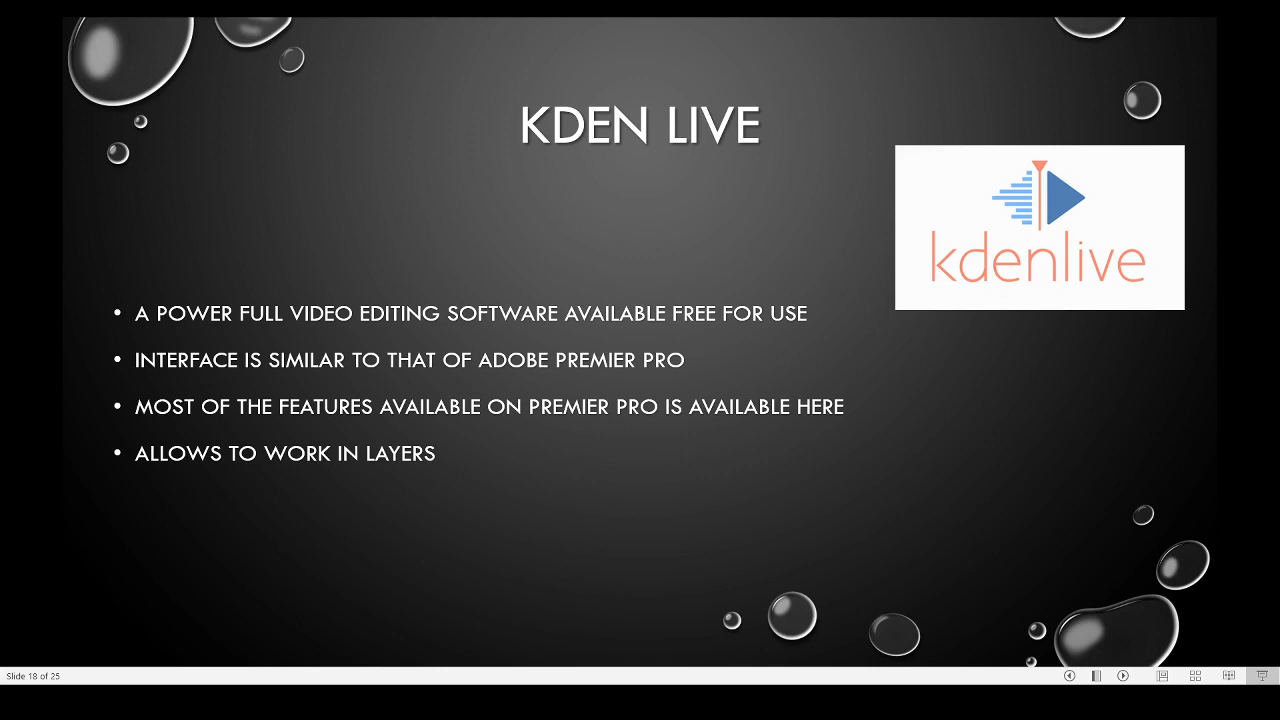 KDEN LIVE
kdenlive
• A POWER FULL VIDEO EDITING SOFTWARE AVAILABLE FREE FOR USE
• INTERFACE IS SIMILAR TO THAT OF ADOBE PREMIER PRO
• MOST OF THE FEATURES AVAILABLE ON PREMIER PRO IS AVAILABLE HERE
• ALLOWS TO WORK IN LAYERS
Slide 18 of 25